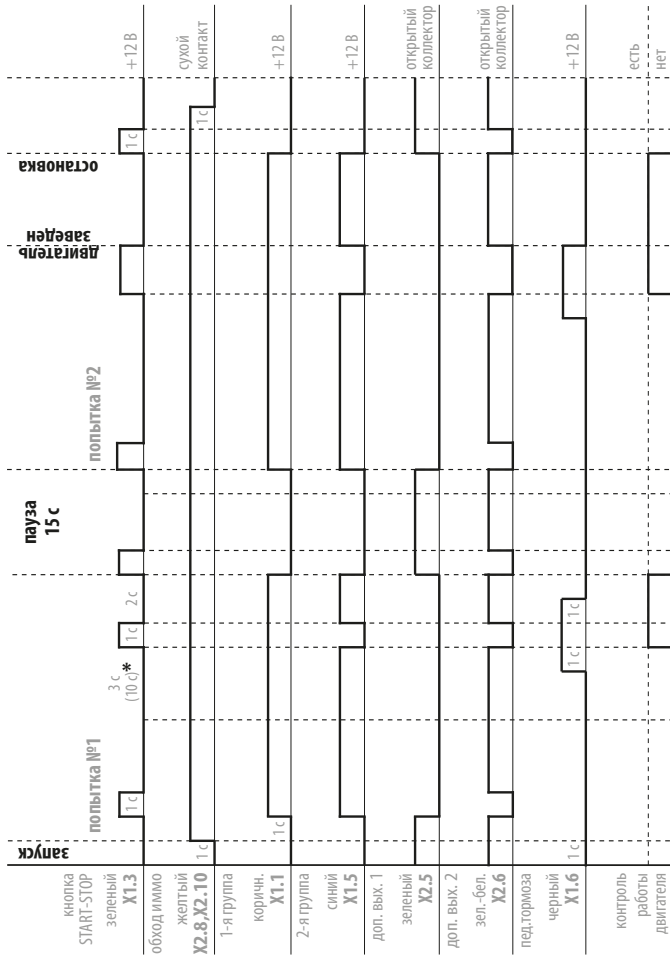 кнопка
START-STOP
зеленый
X1.3
запуск
1 с
попытка №1
3 с
(10 с)*
1 с
2 с
пауза
15 с
попытка №2
двигатель
заведен
остановка
1 с
+12 В
обход иммо
желтый
X2.8,X2.10
1 с
1 с
сухой
контакт
1-я группа
коричн.
X1.1
1 с
+12 В
2-я группа
синий
X1.5
+12 В
доп. вых. 1
зеленый
X2.5
открытый
коллектор
доп. вых. 2
зел.-бел.
X2.6
открытый
коллектор
пед.тормоза
черный
X1.6
1 с
1 с
1 с
+12 В
контроль
работы
двигателя
есть
нет